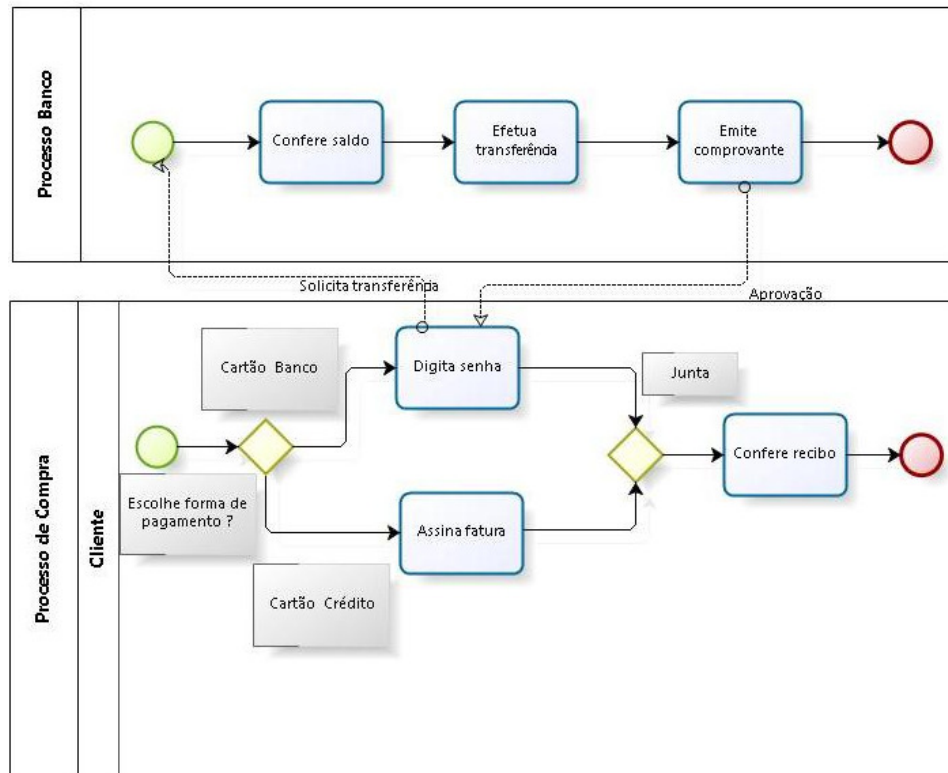 Processo Banco
Confere saldo
Efetua
transferência
Emite
comprovante
Solicita transferência
Aprovação
Processo de Compra
Cliente
Cartão Banco
Digita senha
Junta
Escolhe forma de
pagamento ?
Confere recibo
Assina fatura
Cartão Crédito